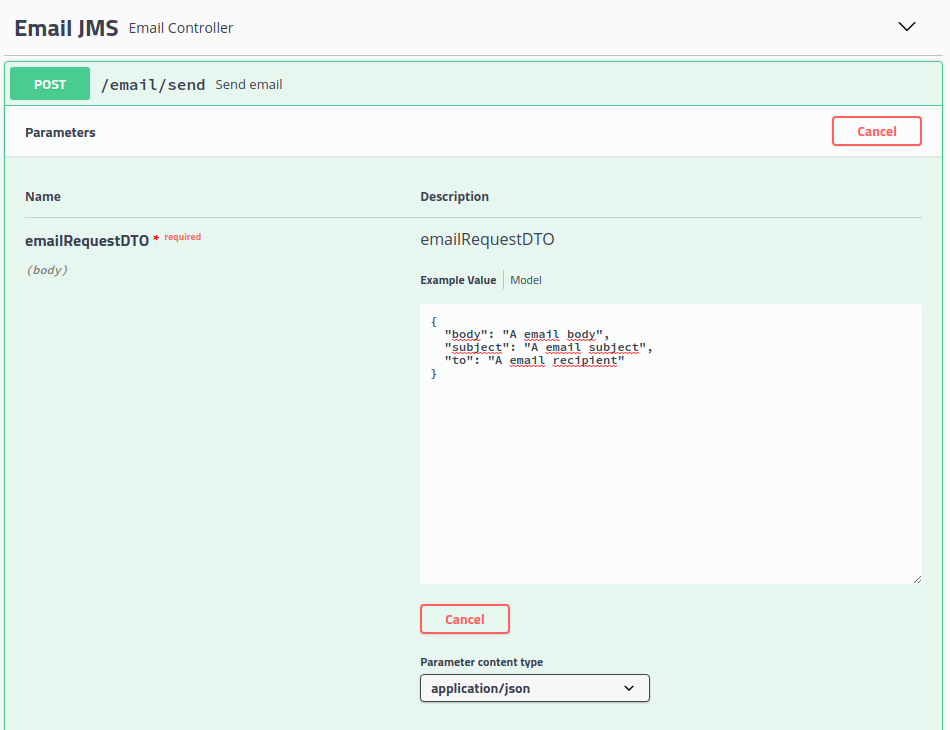 Email JMS Email Controller
POST /email/send Send email
Parameters Cancel
Name Description
emailRequestDTO * required emailRequestDTO
(body)
Example Value Model
{
"body": "A email body",
"subject": "A email subject",
"to": "A email recipient"
}
Cancel
Parameter content type
application/json